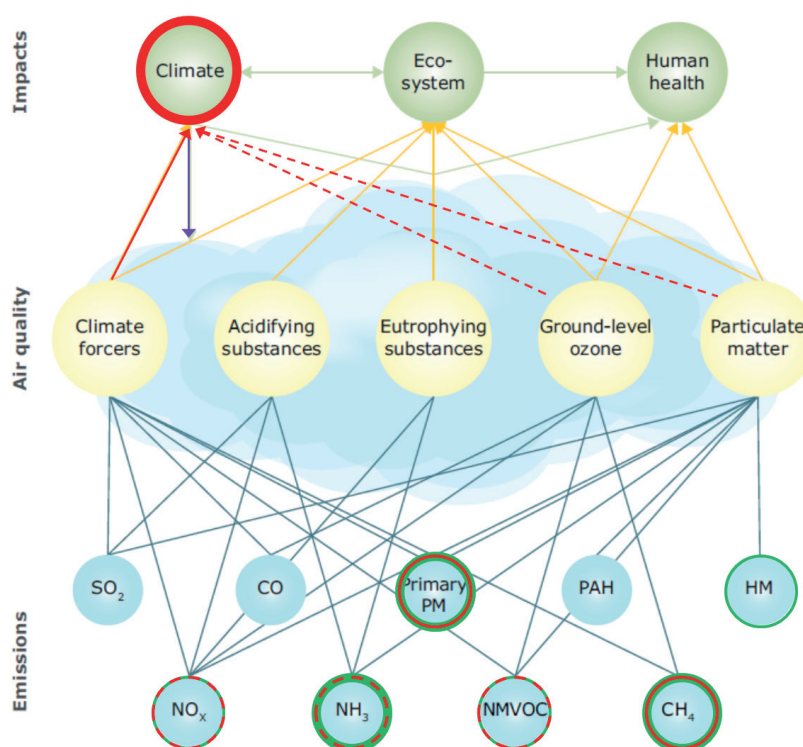 Impacts
Climate
Eco-
system
Human
health
Air quality
Climate
forcers
Acidifying
substances
Eutrophying
substances
Ground-level
ozone
Particulate
matter
Emissions
SO₂
CO
Primary
PM
PAH
HM
NOₓ
NH₃
NMVOC
CH₄